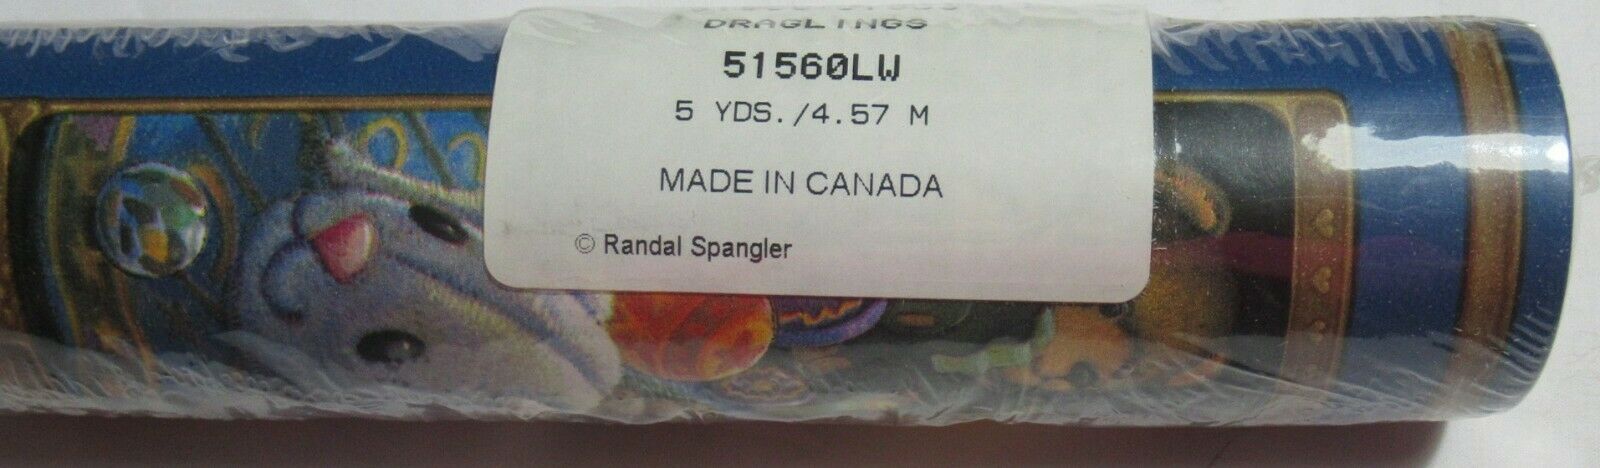 DRAGLINGS
51560LW
5 YDS./4.57 M
MADE IN CANADA
© Randal Spangler